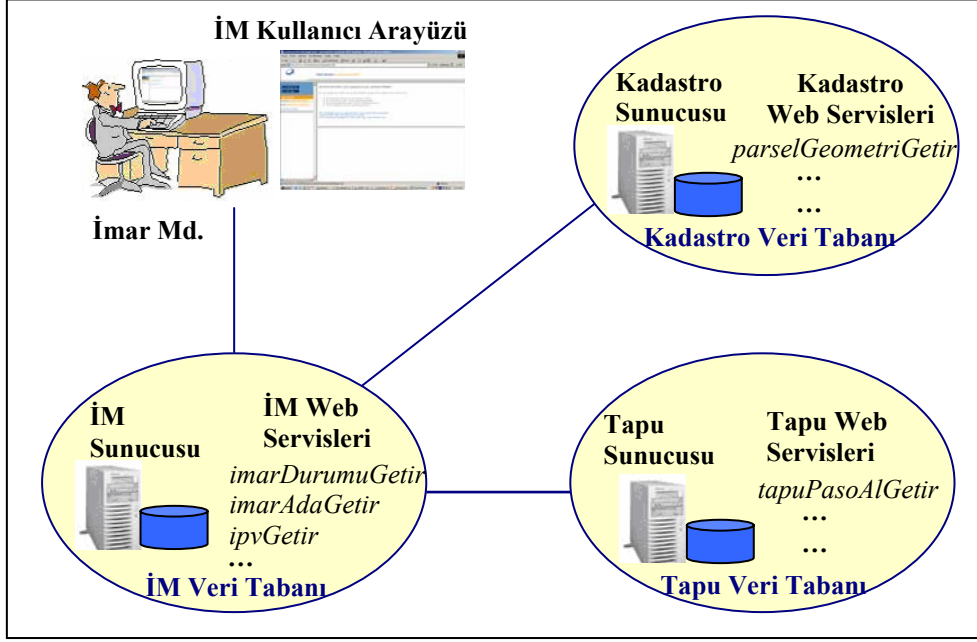 İM Kullanıcı Arayüzü
İmar Md.
Kadastro
Sunucusu
Kadastro
Web Servisleri
parselGeometriGetir
...
...
Kadastro Veri Tabanı
İM
Sunucusu
İM Web
Servisleri
imarDurumuGetir
imarAdaGetir
ipvGetir
...
İM Veri Tabanı
Tapu
Sunucusu
Tapu Web
Servisleri
tapuPasoAlGetir
...
...
Tapu Veri Tabanı